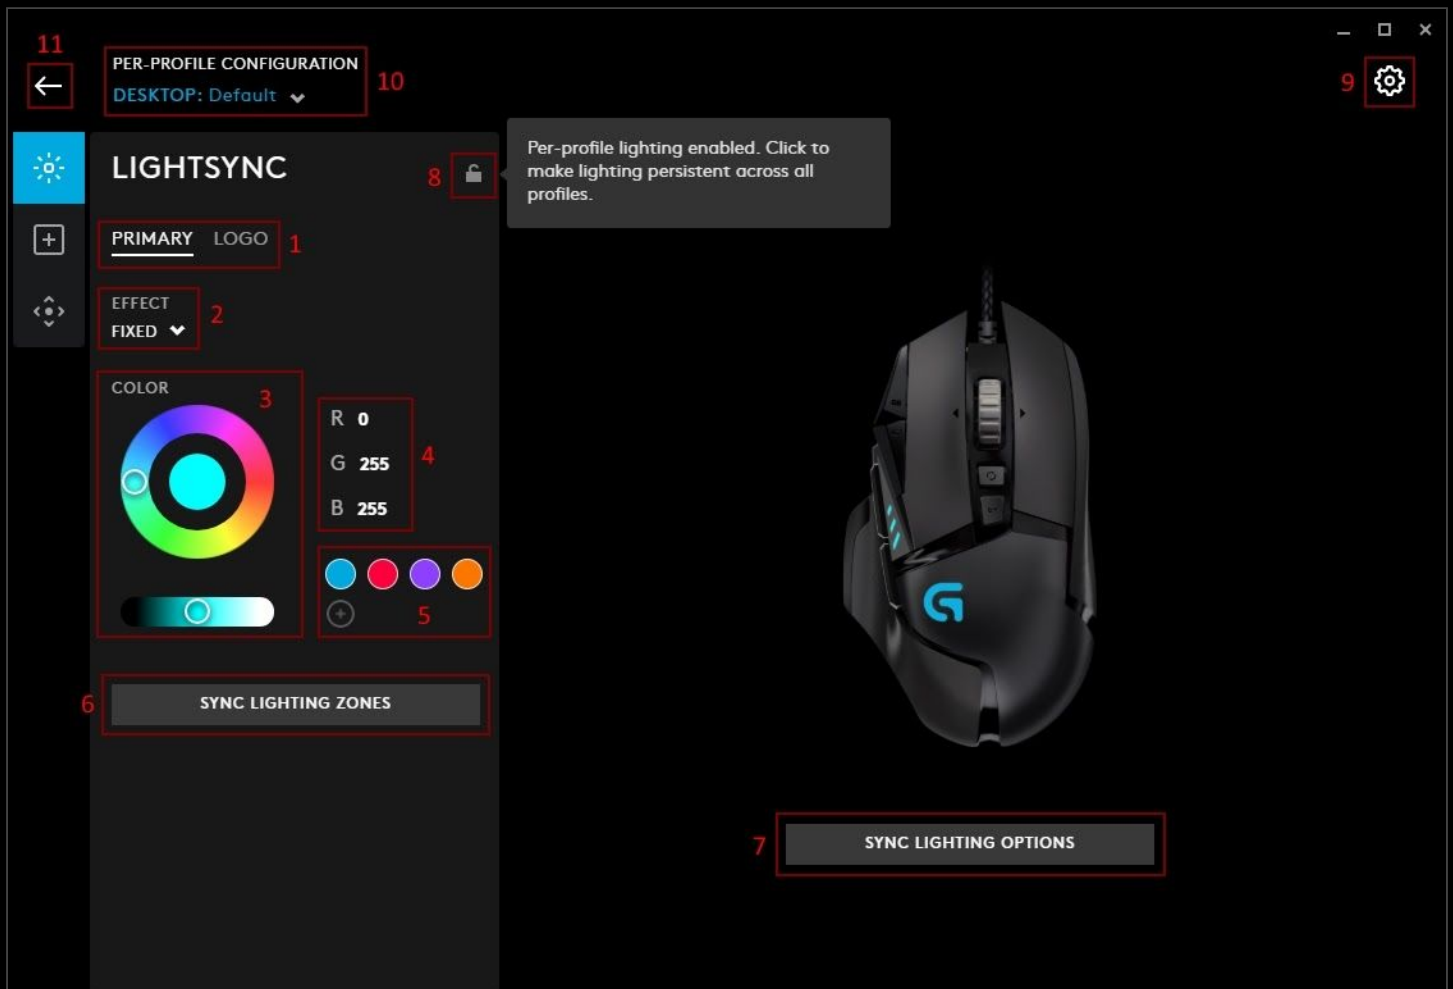 11
PER-PROFILE CONFIGURATION
DESKTOP: Default
10
9
LIGHTSYNC
8
Per-profile lighting enabled. Click to
make lighting persistent across all
profiles.
PRIMARY LOGO
1
EFFECT
FIXED
2
COLOR
3
R 0
G 255
B 255
4
5
6
SYNC LIGHTING ZONES
7
SYNC LIGHTING OPTIONS